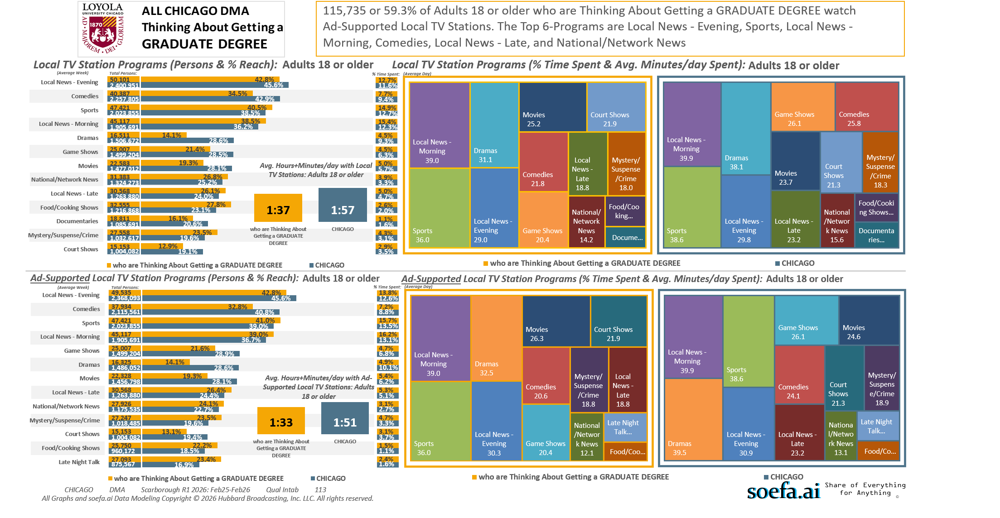 LOYOLA
UNIVERSITY CHICAGO
1870
AD MAJOREM DEI GLORIAM
ALL CHICAGO DMA
Thinking About Getting a
GRADUATE DEGREE
115,735 or 59.3% of Adults 18 or older who are Thinking About Getting a GRADUATE DEGREE watch
Ad-Supported Local TV Stations. The Top 6-Programs are Local News - Evening, Sports, Local News -
Morning, Comedies, Local News - Late, and National/Network News
Local TV Station Programs (Persons & % Reach): Adults 18 or older
(Average Week) Total Persons: % Time Spent:
Local News - Evening 50,101 42.8% 12.7%
2,400,951 45.6% 11.6%
Comedies 40,387 34.5% 7.7%
2,257,805 42.9% 9.4%
Sports 47,421 40.5% 14.9%
2,023,855 38.5% 12.7%
Local News - Morning 45,117 38.5% 15.4%
1,905,691 36.2% 12.3%
Dramas 16,511 14.1% 4.5%
1,506,672 28.6% 9.3%
Game Shows 25,007 21.4% 4.5%
1,499,204 28.5% 6.3%
Movies 22,583 19.3% 5.0%
1,477,012 28.1% 5.7%
National/Network News 31,383 26.8% 3.9%
1,324,273 25.2% 3.3%
Local News - Late 30,568 26.1% 5.0%
1,263,880 24.0% 4.7%
Food/Cooking Shows 32,555 27.8% 2.6%
1,216,868 23.1% 2.0%
Documentaries 18,811 16.1% 1.1%
1,085,691 20.6% 1.6%
Mystery/Suspense/Crime 27,558 23.5% 4.3%
1,032,617 19.6% 3.1%
Court Shows 15,153 12.9% 2.9%
1,004,082 19.1% 3.5%
Avg. Hours+Minutes/day with Local
TV Stations: Adults 18 or older
1:37 1:57
who are Thinking About
Getting a GRADUATE
DEGREE
CHICAGO
who are Thinking About Getting a GRADUATE DEGREE CHICAGO
Local TV Station Programs (% Time Spent & Avg. Minutes/day Spent): Adults 18 or older
(Average Day)
Local News -
Morning
39.0
Sports
36.0
Dramas
31.1
Local News -
Evening
29.0
Movies
25.2
Court Shows
21.9
Comedies
21.8
Game Shows
20.4
Local
News -
Late
18.8
Mystery/
Suspense
/Crime
18.0
National/
Network
News
14.2
Food/Coo
king...
Docume...
Local News -
Morning
39.9
Sports
38.6
Dramas
38.1
Local News -
Evening
29.8
Game Shows
26.1
Comedies
25.8
Movies
23.7
Local News -
Late
23.2
Court
Shows
21.3
Mystery/
Suspense
/Crime
18.3
National
/Networ
k News
15.6
Food/Cooki
ng Shows...
Documenta
ries...
who are Thinking About Getting a GRADUATE DEGREE CHICAGO
Ad-Supported Local TV Station Programs (Persons & % Reach): Adults 18 or older
(Average Week) Total Persons: % Time Spent:
Local News - Evening 49,535 42.8% 13.8%
2,368,093 45.6% 12.6%
Comedies 37,934 32.8% 7.2%
2,115,561 40.8% 8.8%
Sports 47,421 41.0% 15.7%
2,023,855 39.0% 13.5%
Local News - Morning 45,117 39.0% 16.2%
1,905,691 36.7% 13.1%
Game Shows 25,007 21.6% 4.7%
1,499,204 28.9% 6.8%
Dramas 16,325 14.1% 4.9%
1,486,052 28.6% 10.1%
Movies 22,328 19.3% 5.4%
1,456,798 28.1% 6.2%
Local News - Late 30,568 26.4% 5.3%
1,263,880 24.4% 5.1%
National/Network News 27,926 24.1% 3.1%
1,175,535 22.7% 2.7%
Mystery/Suspense/Crime 27,247 23.5% 4.7%
1,018,485 19.6% 3.3%
Court Shows 15,153 13.1% 3.1%
1,004,082 19.4% 3.7%
Food/Cooking Shows 25,750 22.2% 1.5%
960,172 18.5% 1.1%
Late Night Talk 27,093 23.4% 2.4%
875,567 16.9% 1.6%
Avg. Hours+Minutes/day with Ad-
Supported Local TV Stations: Adults
18 or older
1:33 1:51
who are Thinking About
Getting a GRADUATE
DEGREE
CHICAGO
who are Thinking About Getting a GRADUATE DEGREE CHICAGO
Ad-Supported Local TV Station Programs (% Time Spent & Avg. Minutes/day Spent): Adults 18 or older
(Average Day)
Local News -
Morning
39.0
Sports
36.0
Dramas
32.5
Local News -
Evening
30.3
Movies
26.3
Court Shows
21.9
Comedies
20.6
Game Shows
20.4
Mystery/
Suspense
/Crime
18.8
Local
News -
Late
18.8
National
/Networ
k News
12.1
Late Night
Talk...
Food/Coo...
Local News -
Morning
39.9
Dramas
39.5
Sports
38.6
Local News -
Evening
30.9
Game Shows
26.1
Movies
24.6
Comedies
24.1
Local News -
Late
23.2
Court
Shows
21.3
Mystery/
Suspens
e/Crime
18.9
Nationa
l/Netwo
rk News
13.1
Late Night
Talk...
Food/Co...
who are Thinking About Getting a GRADUATE DEGREE CHICAGO
CHICAGO DMA Scarborough R1 2026: Feb25-Feb26 Qual Intab 113
All Graphs and soefa.ai Data Modeling Copyright © 2026 Hubbard Broadcasting, Inc. LLC. All rights reserved.
soefa.ai
Share of Everything
for Anything ©